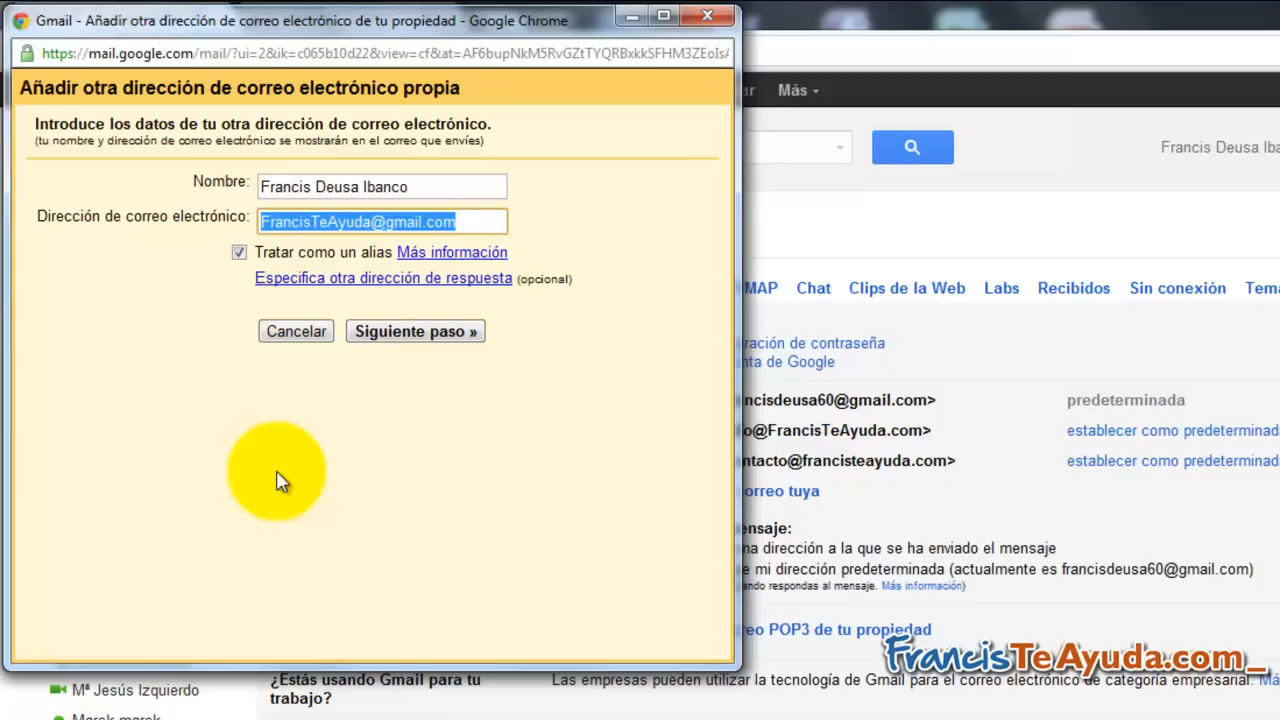 Gmail - Añadir otra dirección de correo electrónico de tu propiedad - Google Chrome
https://mail.google.com/mail/?ui=2&ik=c065b10d22&view=cf&at=AF6bupNkM5RvGZtTYQRBxkkSFHM3ZEoIsA
Añadir otra dirección de correo electrónico propia
Introduce los datos de tu otra dirección de correo electrónico.
(tu nombre y dirección de correo electrónico se mostrarán en el correo que envíes)
Nombre: Francis Deusa Ibanco
Dirección de correo electrónico: FrancisTeAyuda@gmail.com
Tratar como un alias Más información
Especifica otra dirección de respuesta (opcional)
Cancelar Siguiente paso »
ar Más
Francis Deusa Iba
MAP Chat Clips de la Web Labs Recibidos Sin conexión Tema
ración de contraseña
nta de Google
ncisdeusa60@gmail.com> predeterminada
o@FrancisTeAyuda.com> establecer como predeterminad
ntacto@francisteayuda.com> establecer como predeterminad
orreo tuya
ensaje:
na dirección a la que se ha enviado el mensaje
e mi dirección predeterminada (actualmente es francisdeusa60@gmail.com)
ando respondas al mensaje. Más información)
reo POP3 de tu propiedad
FrancisTeAyuda.com_
Mª Jesús Izquierdo
Marek marek
¿Estás usando Gmail para tu trabajo?
Las empresas pueden utilizar la tecnología de Gmail para el correo electrónico de categoría empresarial. Má